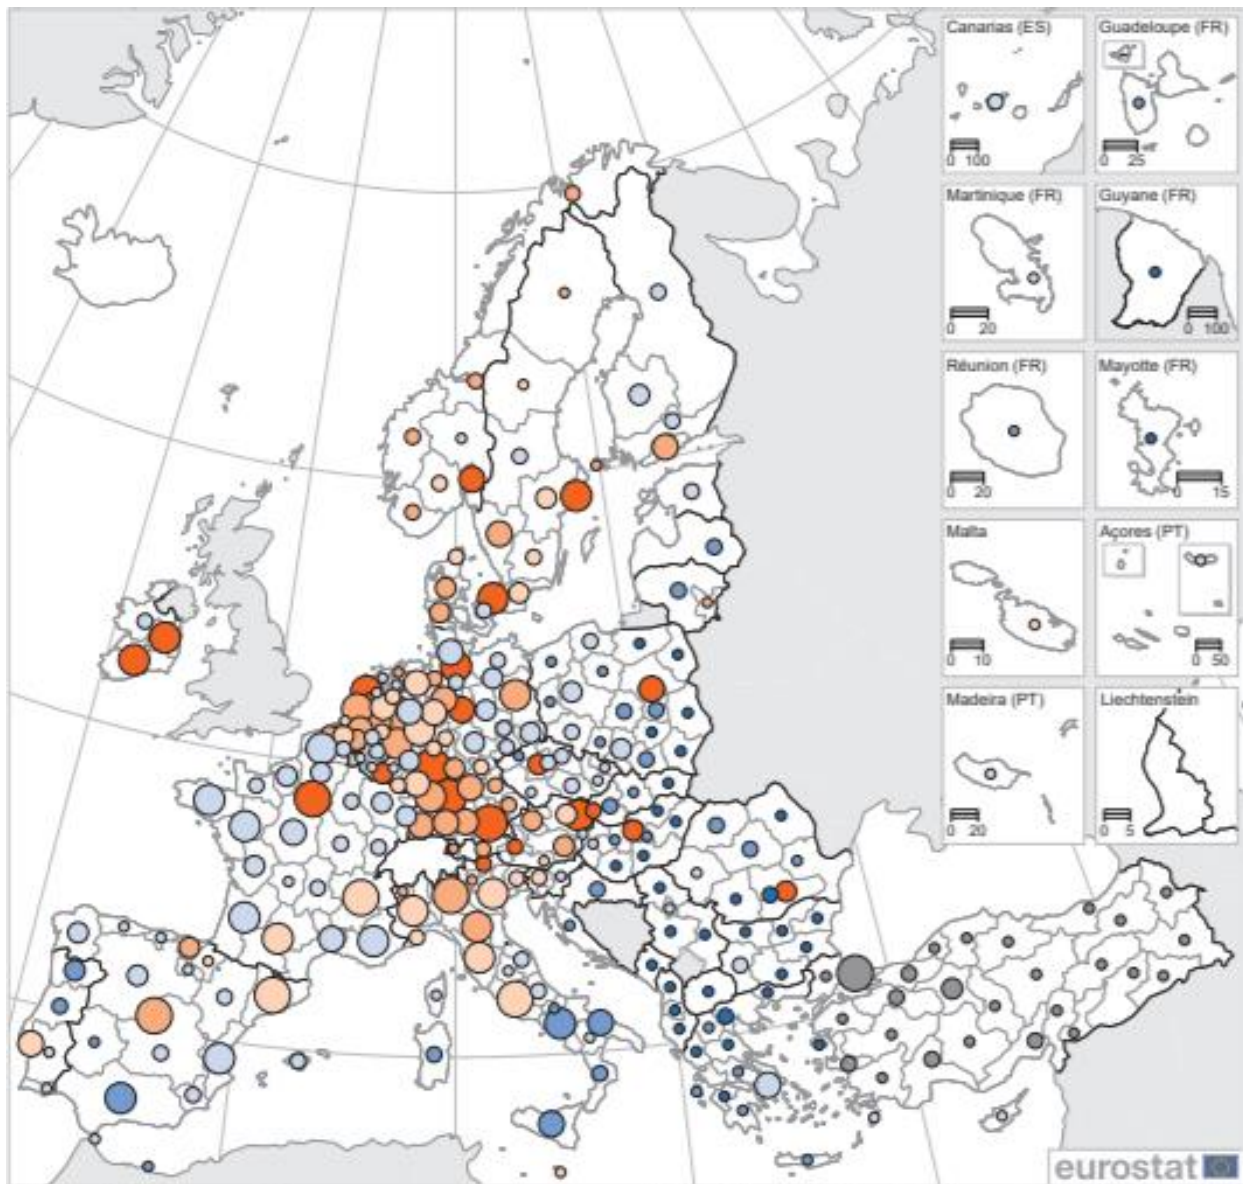 Canarias (ES)
0 100
Guadeloupe (FR)
0 25
Martinique (FR)
0 20
Guyane (FR)
0 100
Réunion (FR)
0 20
Mayotte (FR)
0 15
Malta
0 10
Açores (PT)
0 50
Madeira (PT)
0 20
Liechtenstein
0 5
eurostat